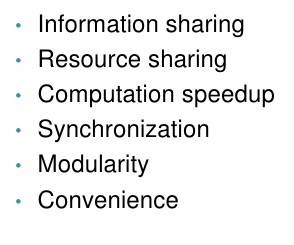 • Information sharing
• Resource sharing
• Computation speedup
• Synchronization
• Modularity
• Convenience